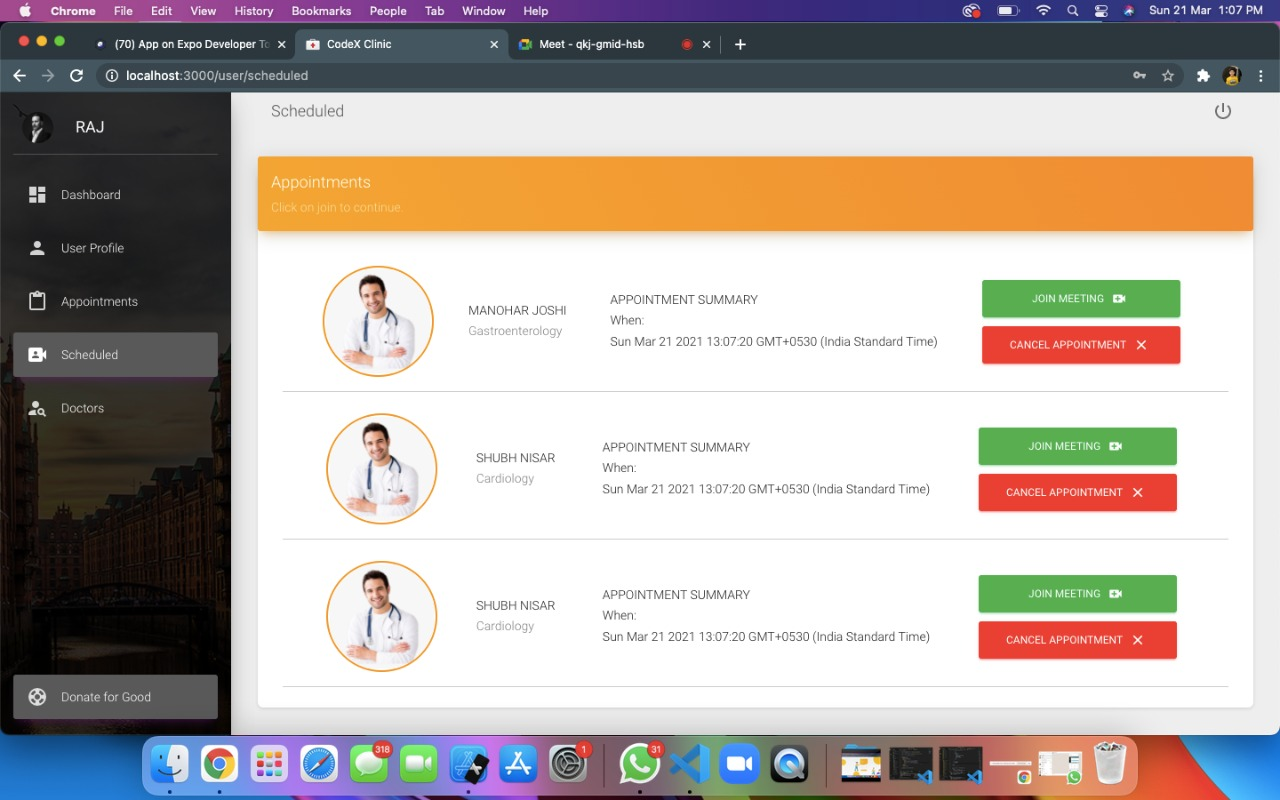 Chrome File Edit View History Bookmarks People Tab Window Help Sun 21 Mar 1:07 PM
(70) App on Expo Developer To CodeX Clinic Meet - qkj-gmid-hsb
localhost:3000/user/scheduled
RAJ
Dashboard
User Profile
Appointments
Scheduled
Doctors
Donate for Good
Scheduled
Appointments
Click on join to continue.
MANOHAR JOSHI
Gastroenterology
APPOINTMENT SUMMARY
When:
Sun Mar 21 2021 13:07:20 GMT+0530 (India Standard Time)
JOIN MEETING
CANCEL APPOINTMENT
SHUBH NISAR
Cardiology
APPOINTMENT SUMMARY
When:
Sun Mar 21 2021 13:07:20 GMT+0530 (India Standard Time)
JOIN MEETING
CANCEL APPOINTMENT
SHUBH NISAR
Cardiology
APPOINTMENT SUMMARY
When:
Sun Mar 21 2021 13:07:20 GMT+0530 (India Standard Time)
JOIN MEETING
CANCEL APPOINTMENT
318
1
31